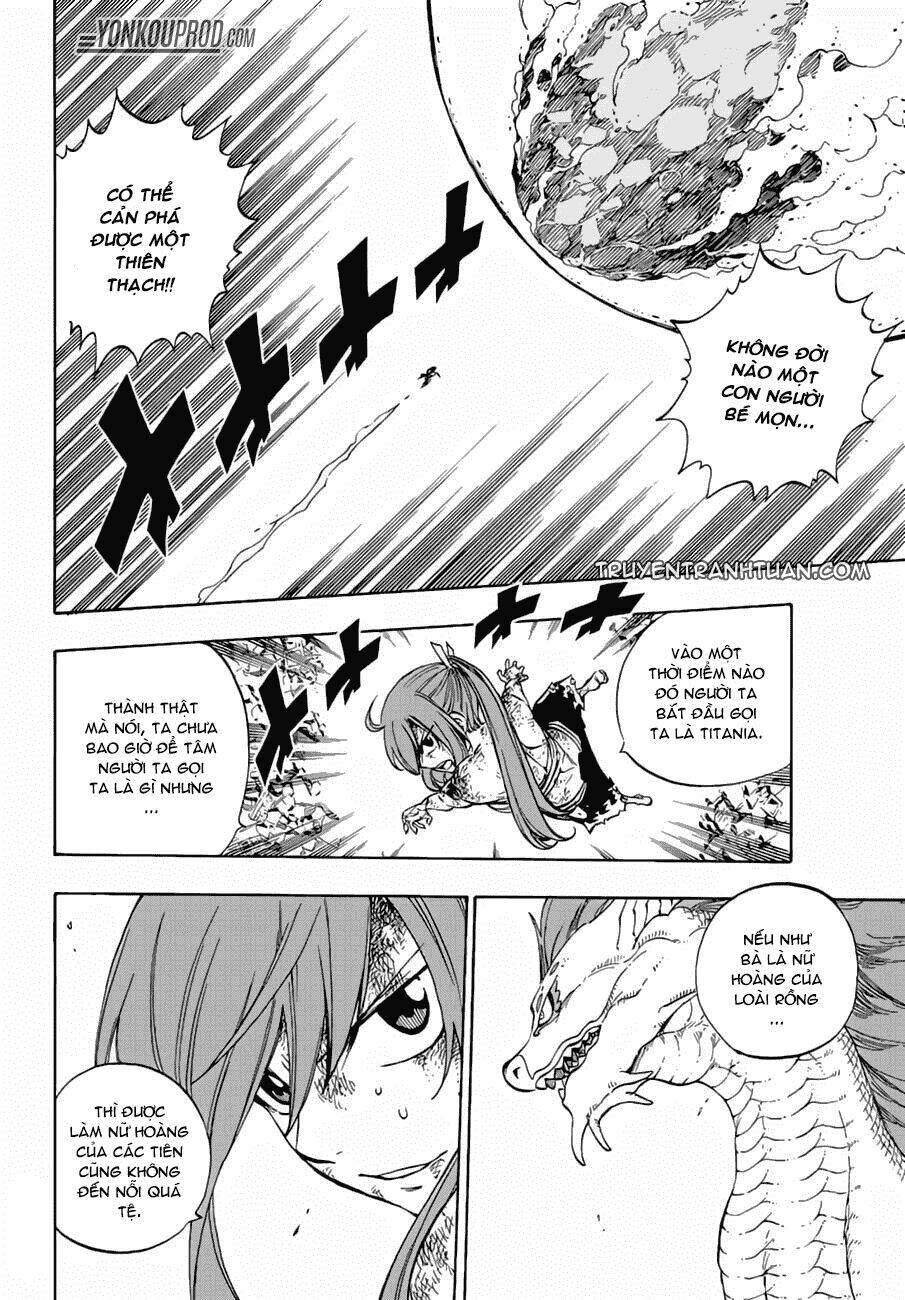 YONKOUPROD.COM
KHÔNG ĐỜI
NÀO MỘT
CON NGƯỜI
BÉ MỌN...
CÓ THỂ
CẢN PHÁ
ĐƯỢC MỘT
THIÊN
THẠCH!!
TRUYENTRANHTUAN.COM
VÀO MỘT
THỜI ĐIỂM NÀO
ĐÓ NGƯỜI TA
BẤT ĐẦU GỌI
TA LÀ TITANIA.
THÀNH THẬT
MÀ NÓI, TA CHƯA
BAO GIỜ ĐỂ TÂM
NGƯỜI TA GỌI
TA LÀ GÌ NHƯNG
...
NẾU NHƯ
BÀ LÀ NỮ
HOÀNG CỦA
LOÀI RỒNG
...
THÌ ĐƯỢC
LÀM NỮ HOÀNG
CỦA CÁC TIÊN
CŨNG KHÔNG
ĐẾN NỖI QUÁ
TỆ.